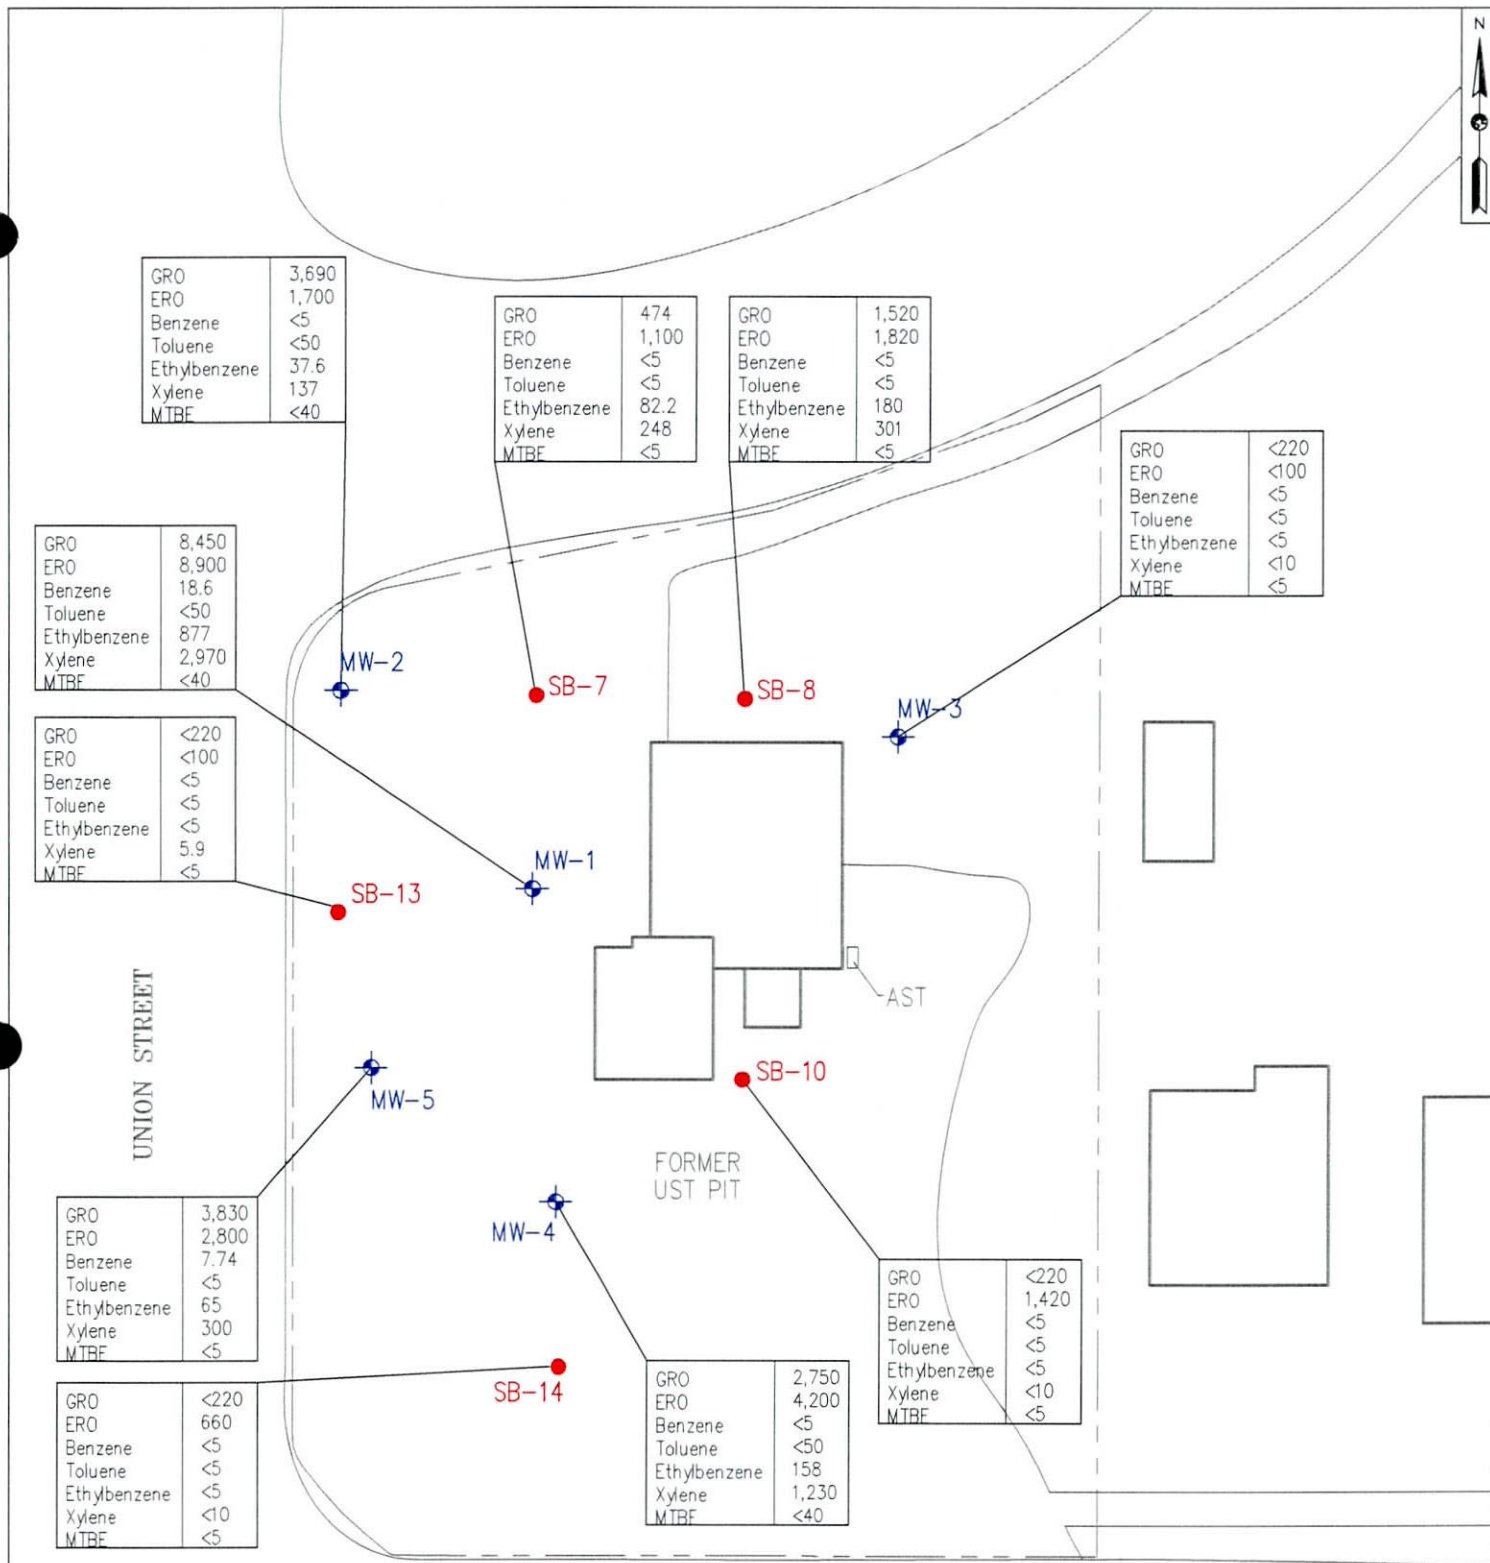 N
GRO 3,690
ERO 1,700
Benzene <5
Toluene <50
Ethylbenzene 37.6
Xylene 137
MTBE <40
GRO 474
ERO 1,100
Benzene <5
Toluene <5
Ethylbenzene 82.2
Xylene 248
MTBE <5
GRO 1,520
ERO 1,820
Benzene <5
Toluene <5
Ethylbenzene 180
Xylene 301
MTBE <5
GRO <220
ERO <100
Benzene <5
Toluene <5
Ethylbenzene <5
Xylene <10
MTBE <5
GRO 8,450
ERO 8,900
Benzene 18.6
Toluene <50
Ethylbenzene 877
Xylene 2,970
MTBE <40
MW-2
SB-7
SB-8
MW-3
GRO <220
ERO <100
Benzene <5
Toluene <5
Ethylbenzene <5
Xylene 5.9
MTBE <5
MW-1
SB-13
UNION STREET
AST
SB-10
MW-5
FORMER
UST PIT
MW-4
GRO 3,830
ERO 2,800
Benzene 7.74
Toluene <5
Ethylbenzene 65
Xylene 300
MTBE <5
GRO <220
ERO 1,420
Benzene <5
Toluene <5
Ethylbenzene <5
Xylene <10
MTBE <5
SB-14
GRO 2,750
ERO 4,200
Benzene <5
Toluene <50
Ethylbenzene 158
Xylene 1,230
MTBE <40
GRO <220
ERO 660
Benzene <5
Toluene <5
Ethylbenzene <5
Xylene <10
MTBE <5